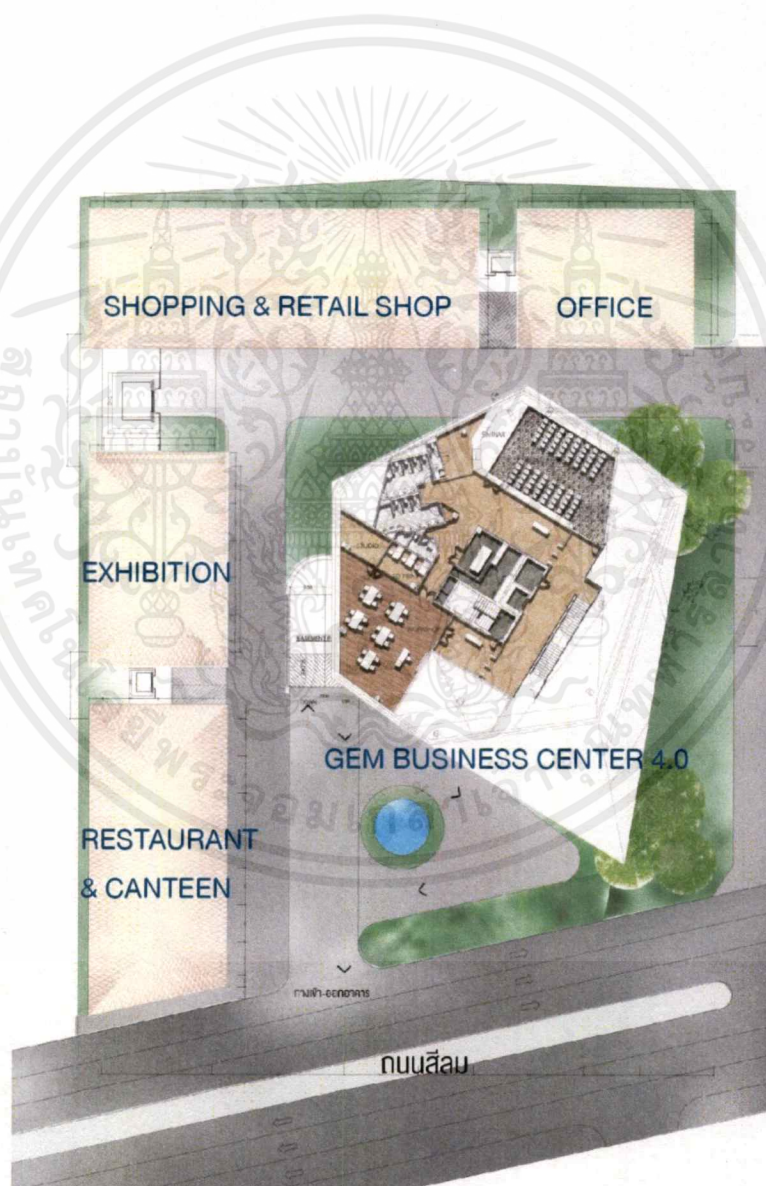 SHOPPING & RETAIL SHOP
OFFICE
EXHIBITION
GEM BUSINESS CENTER 4.0
RESTAURANT
& CANTEEN
ทางเข้า-ออกอาคาร
ถนนสีลม